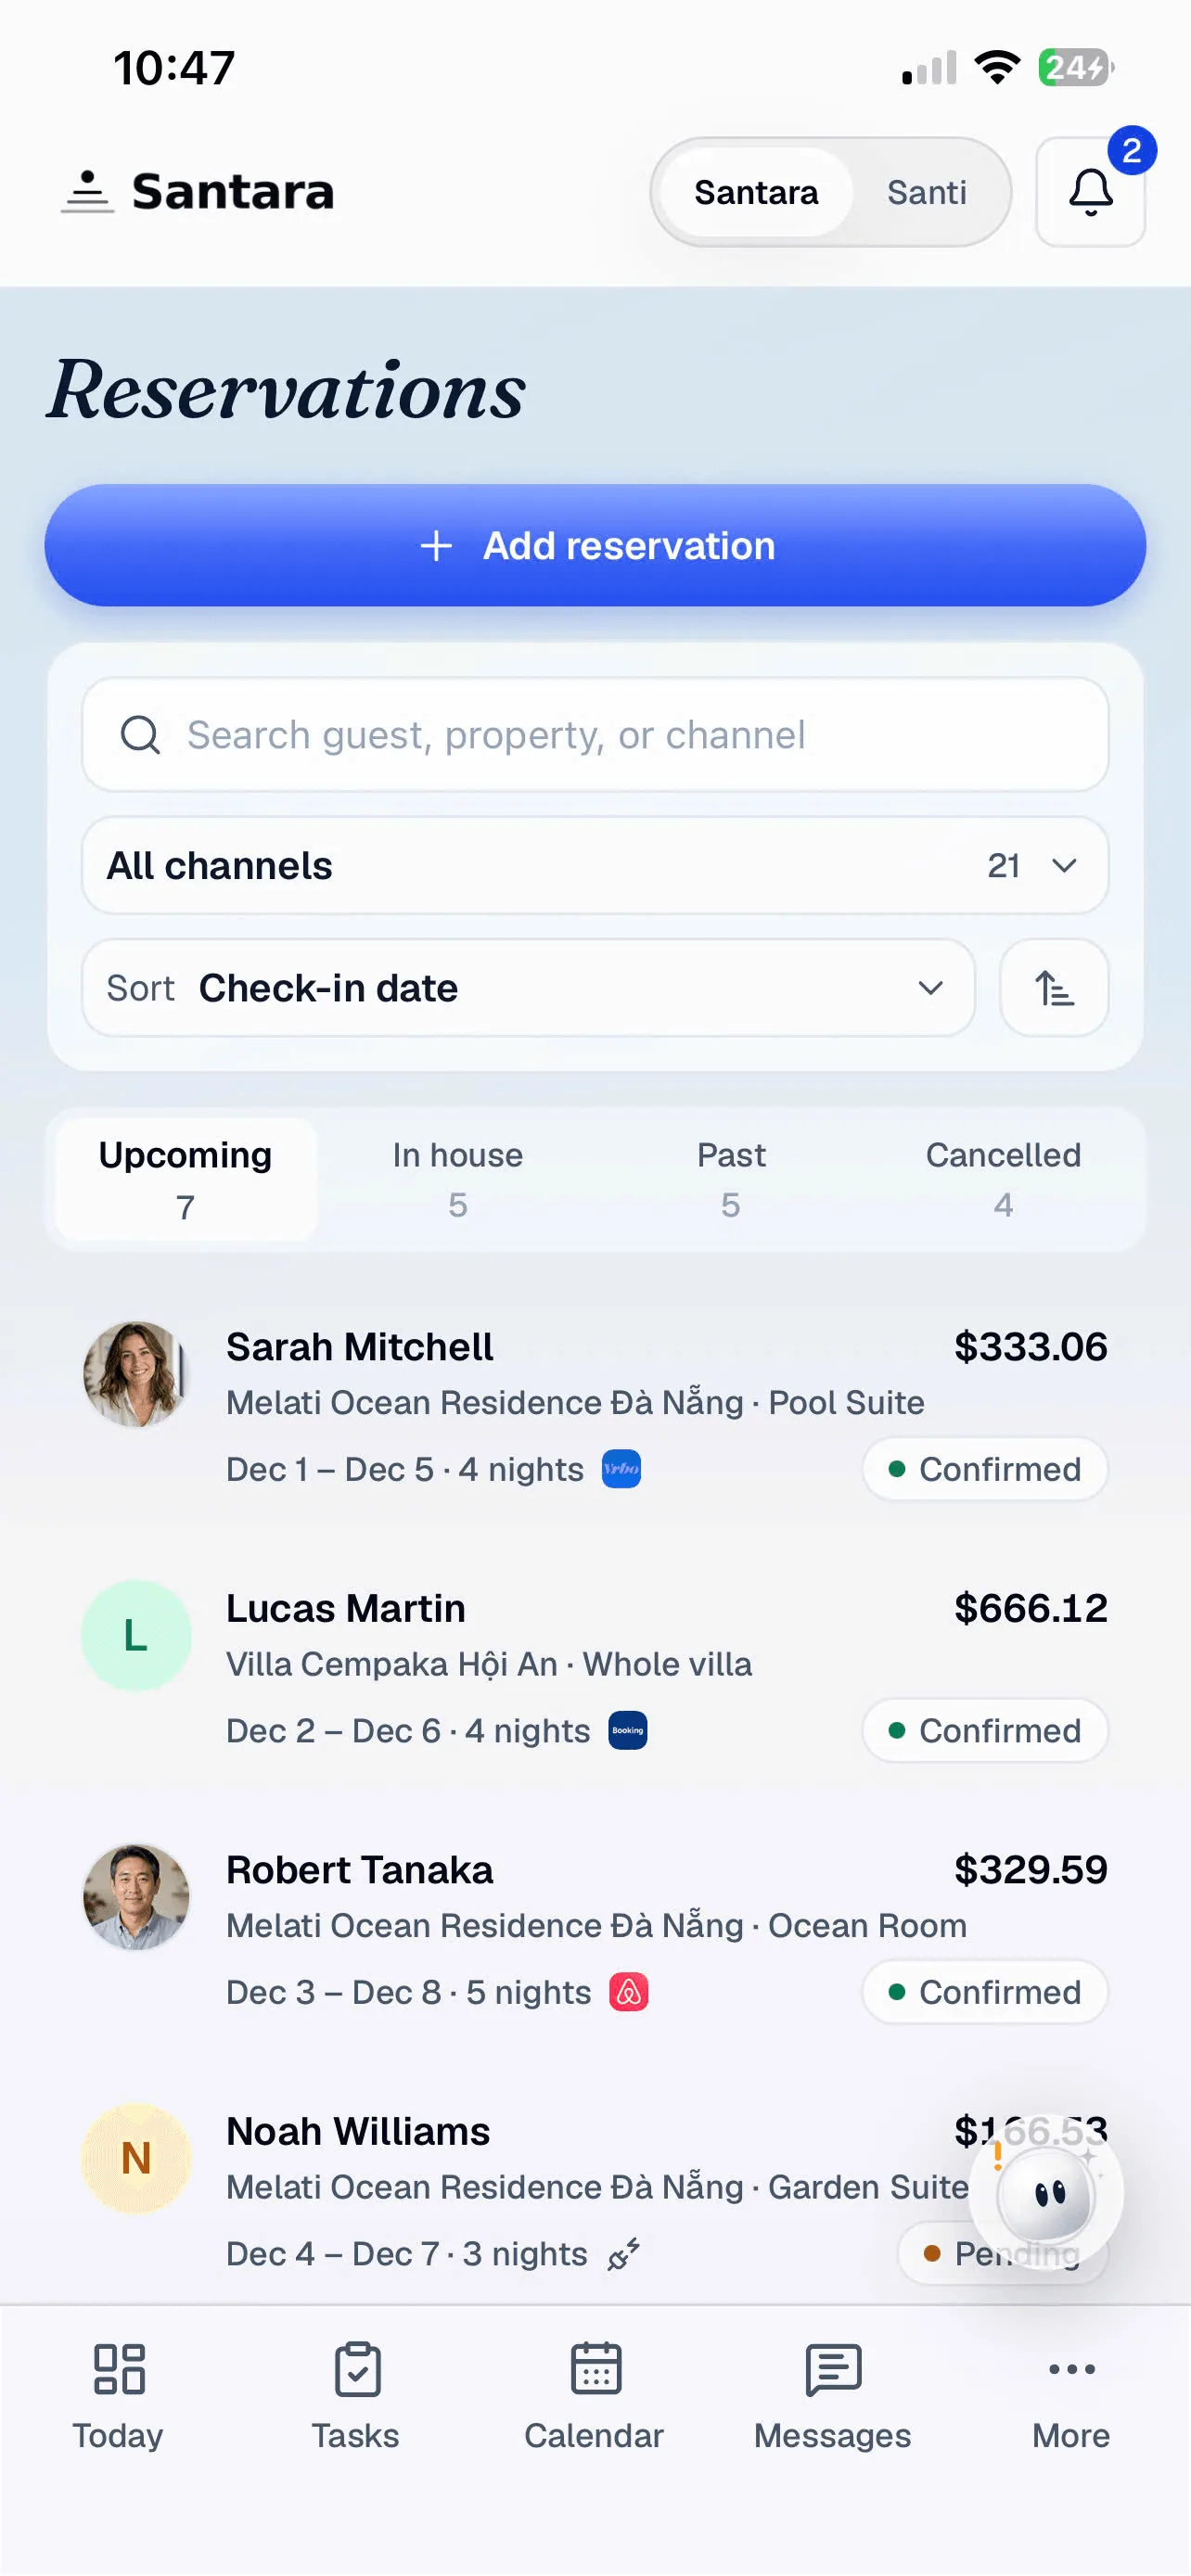 10:47
24
Santara
Santara Santi
2
Reservations
+ Add reservation
Search guest, property, or channel
All channels 21
Sort Check-in date
Upcoming In house Past Cancelled
7 5 5 4
Sarah Mitchell $333.06
Melati Ocean Residence Đà Nẵng · Pool Suite
Dec 1 – Dec 5 · 4 nights Vrbo Confirmed
Lucas Martin $666.12
Villa Cempaka Hội An · Whole villa
Dec 2 – Dec 6 · 4 nights Booking Confirmed
L
Robert Tanaka $329.59
Melati Ocean Residence Đà Nẵng · Ocean Room
Dec 3 – Dec 8 · 5 nights Confirmed
Noah Williams $166.53
N
Melati Ocean Residence Đà Nẵng · Garden Suite
Dec 4 – Dec 7 · 3 nights Pending
!
Today Tasks Calendar Messages More